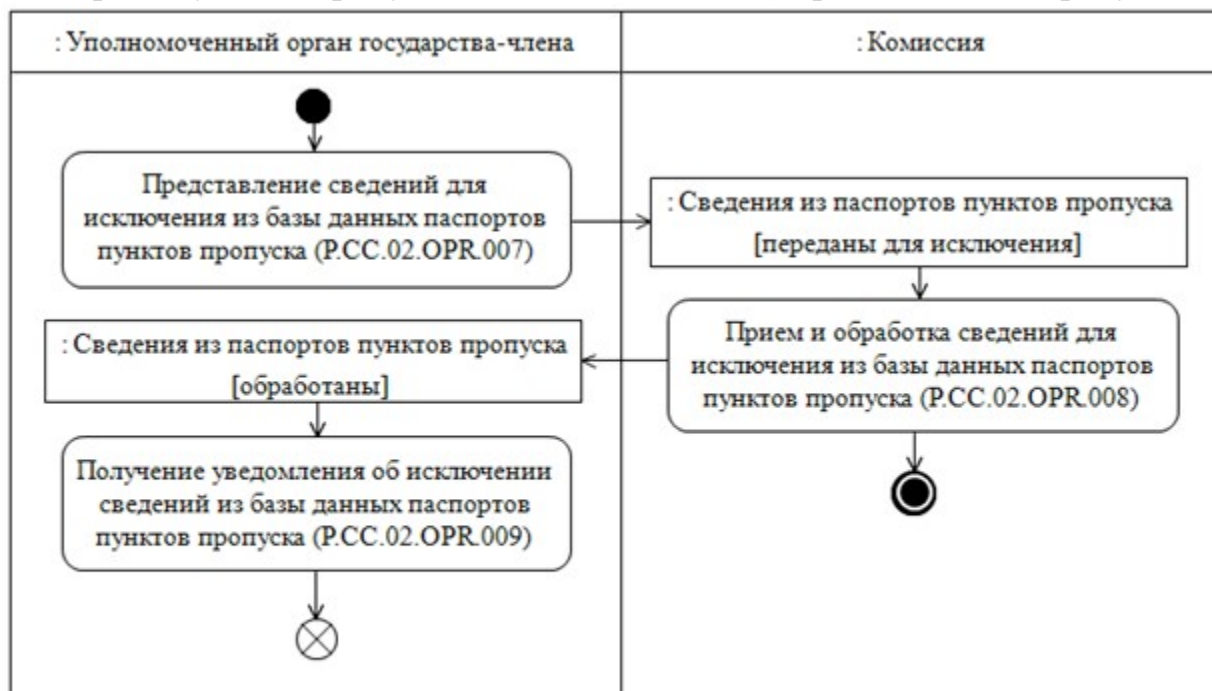 : Уполномоченный орган государства-члена
: Комиссия
Представление сведений для
исключения из базы данных паспортов
пунктов пропуска (P.CC.02.OPR.007)
: Сведения из паспортов пунктов пропуска
[переданы для исключения]
Прием и обработка сведений для
исключения из базы данных паспортов
пунктов пропуска (P.CC.02.OPR.008)
: Сведения из паспортов пунктов пропуска
[обработаны]
Получение уведомления об исключении
сведений из базы данных паспортов
пунктов пропуска (P.CC.02.OPR.009)